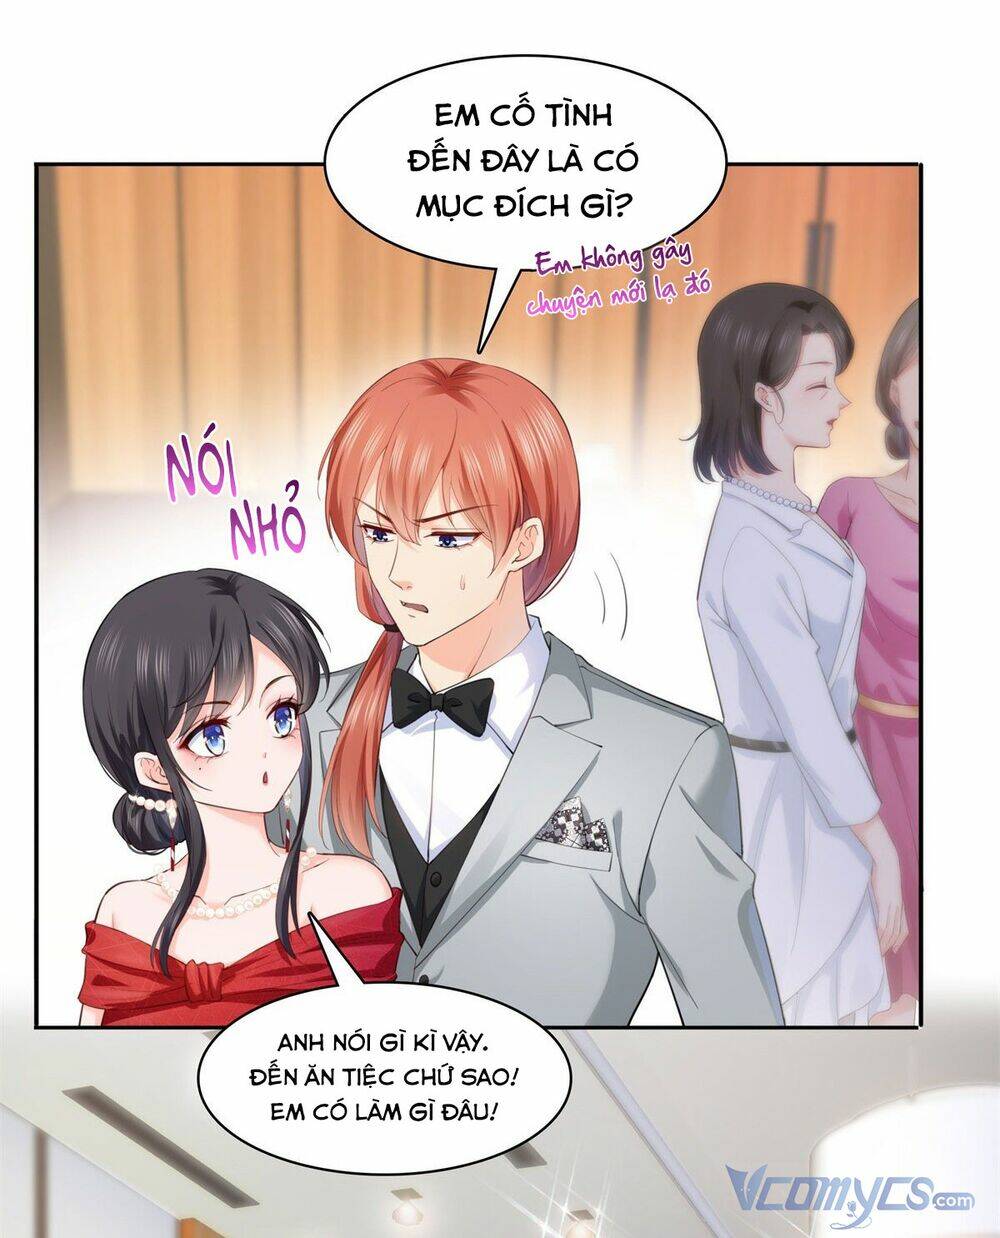 EM CỐ TÌNH
ĐẾN ĐÂY LÀ CÓ
MỤC ĐÍCH GÌ?
Em không gây
chuyện mới lạ đó
NÓI
NHỎ
ANH NÓI GÌ KÌ VẬY.
ĐẾN ĂN TIỆC CHỨ SAO!
EM CÓ LÀM GÌ ĐÂU!
VCOMYCS.com